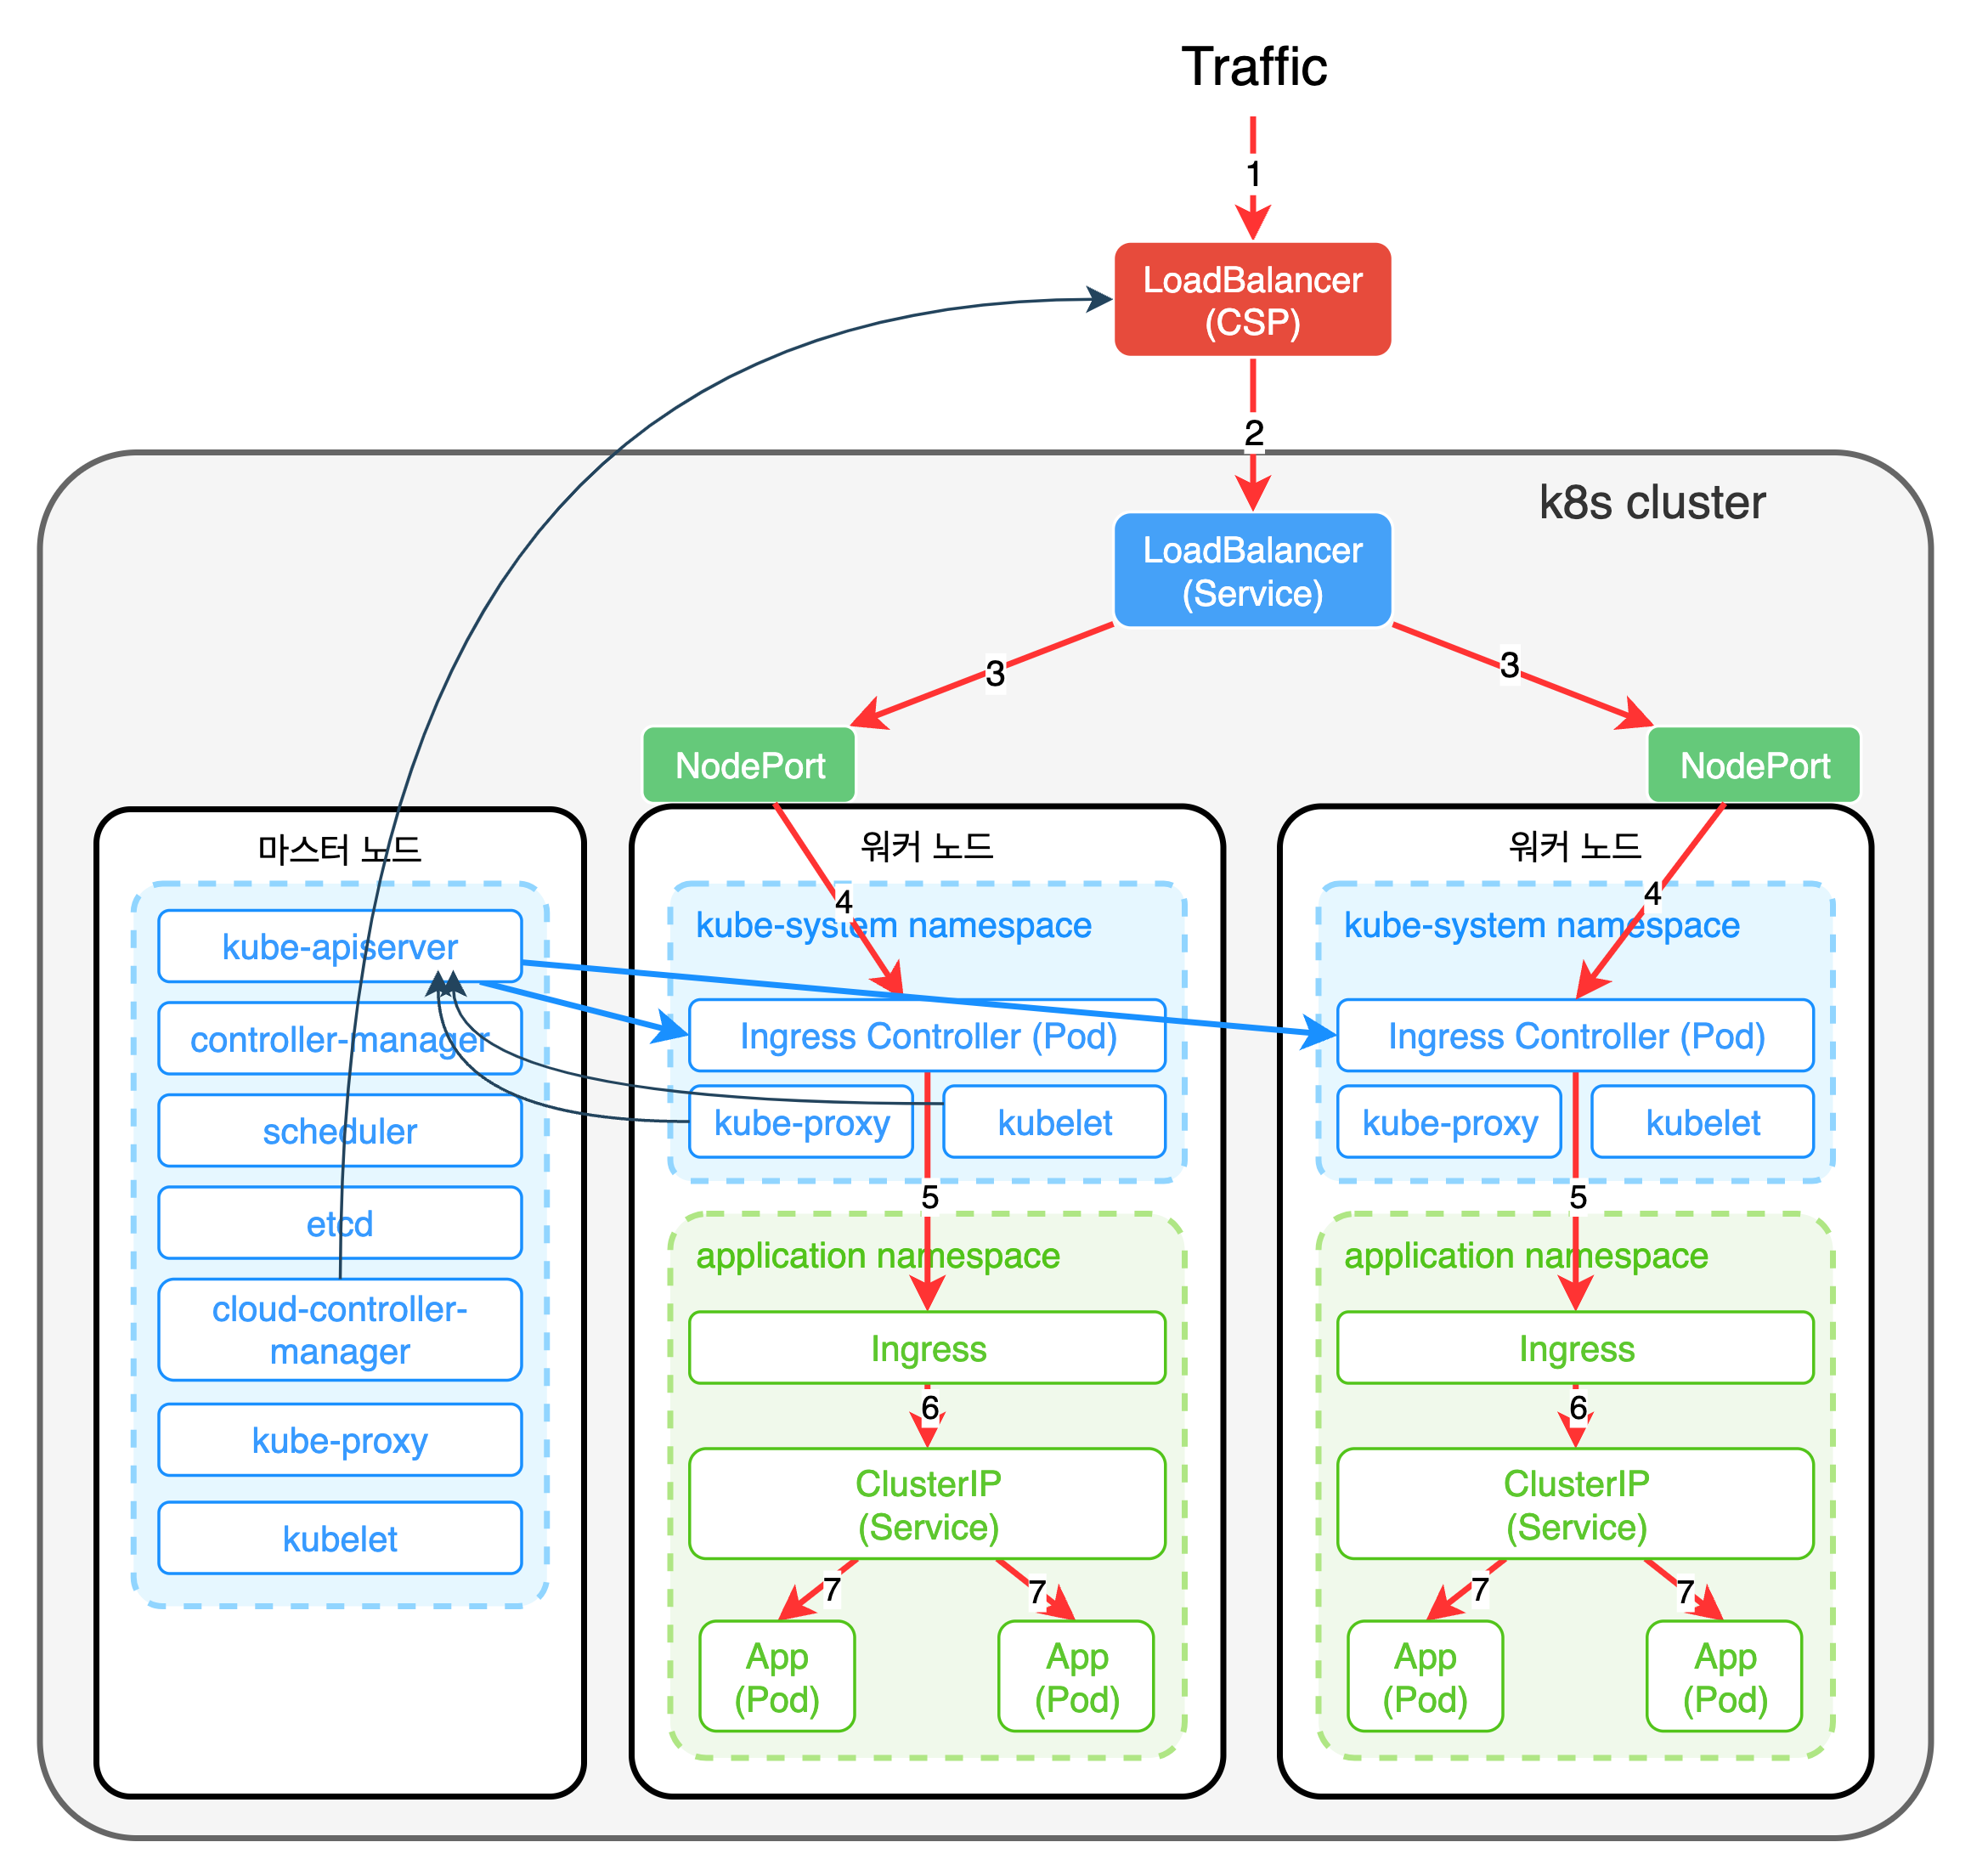 Traffic
1
LoadBalancer
(CSP)
2
k8s cluster
LoadBalancer
(Service)
3
3
NodePort
NodePort
마스터 노드
kube-apiserver
controller-manager
scheduler
etcd
cloud-controller-
manager
kube-proxy
kubelet
워커 노드
4
kube-system namespace
Ingress Controller (Pod)
kube-proxy
kubelet
5
application namespace
Ingress
6
ClusterIP
(Service)
7
7
App
(Pod)
App
(Pod)
워커 노드
4
kube-system namespace
Ingress Controller (Pod)
kube-proxy
kubelet
5
application namespace
Ingress
6
ClusterIP
(Service)
7
7
App
(Pod)
App
(Pod)